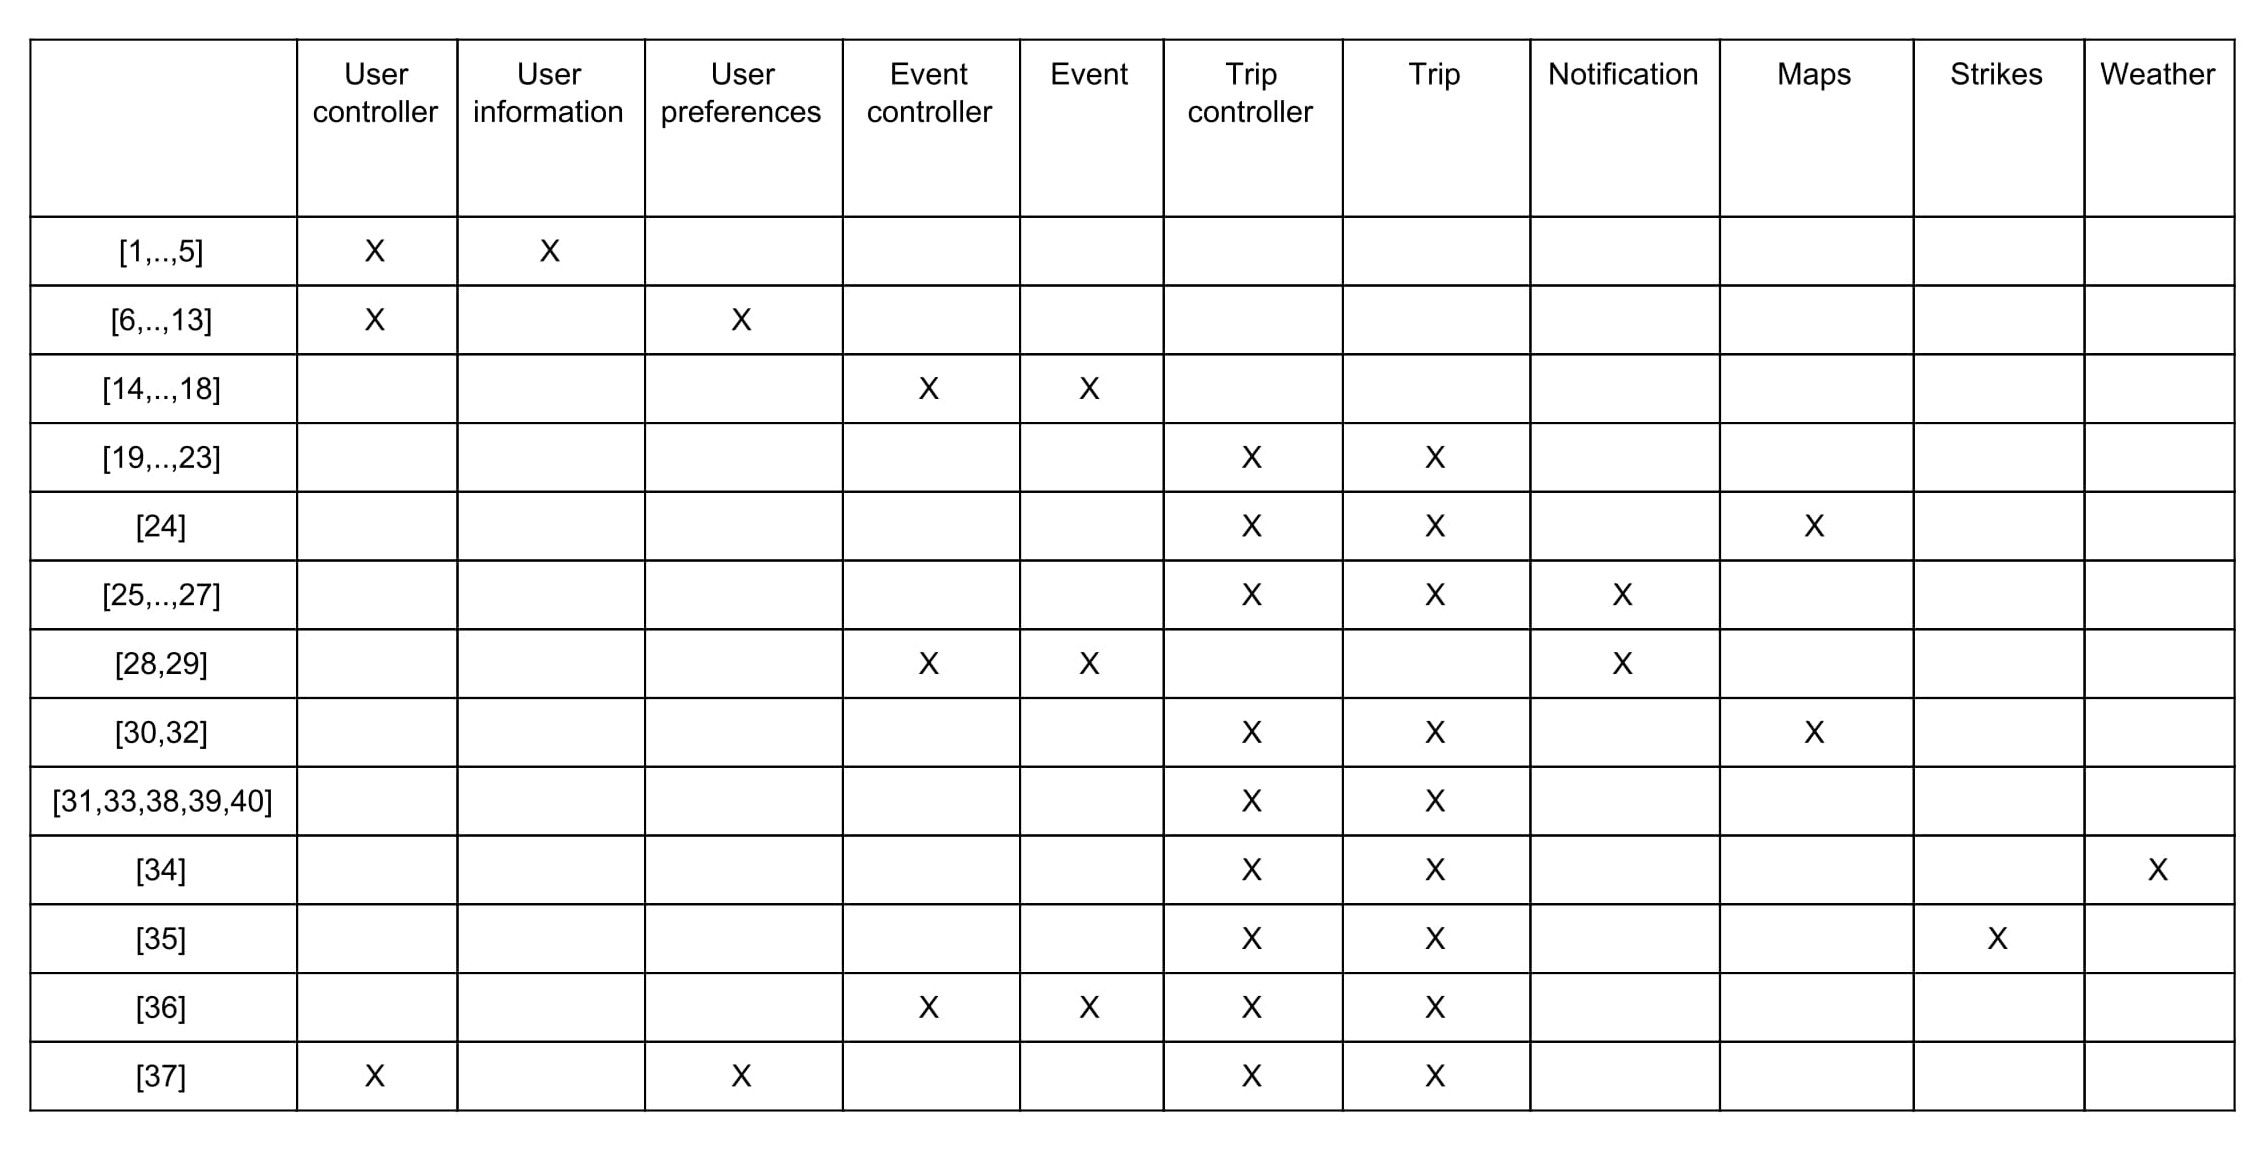 User controller User information User preferences Event controller Event Trip controller Trip Notification Maps Strikes Weather
[1,..,5] X X
[6,..,13] X X
[14,..,18] X X
[19,..,23] X X
[24] X X X
[25,..,27] X X X
[28,29] X X X
[30,32] X X X
[31,33,38,39,40] X X
[34] X X X
[35] X X X
[36] X X X X
[37] X X X X